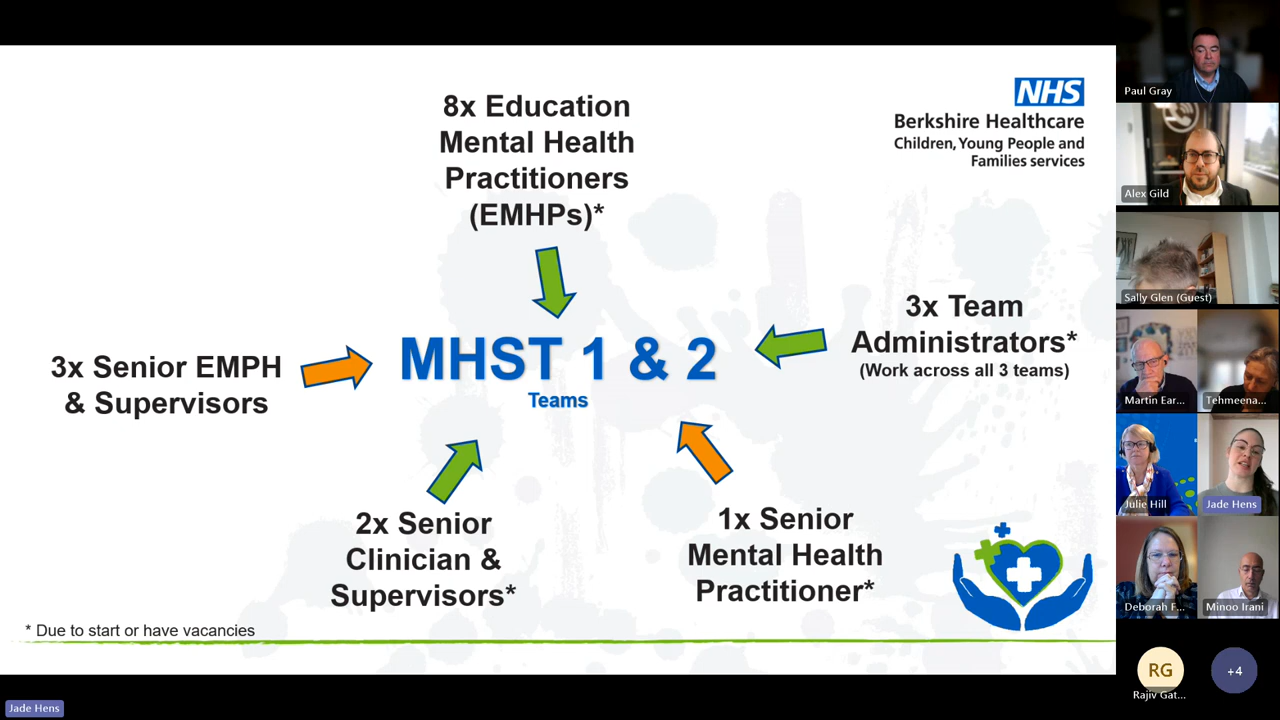 8x Education
Mental Health
Practitioners
(EMHPs)*
NHS
Berkshire Healthcare
Children, Young People and
Families services
3x Senior EMPH
& Supervisors
MHST 1 & 2
Teams
3x Team
Administrators*
(Work across all 3 teams)
2x Senior
Clinician &
Supervisors*
1x Senior
Mental Health
Practitioner*
* Due to start or have vacancies
Jade Hens
Paul Gray
Alex Gild
Sally Glen (Guest)
Martin Ear...
Tehmeena...
Julie Hill
Jade Hens
Deborah F...
Minoo Irani
RG
Rajiv Gat...
+4